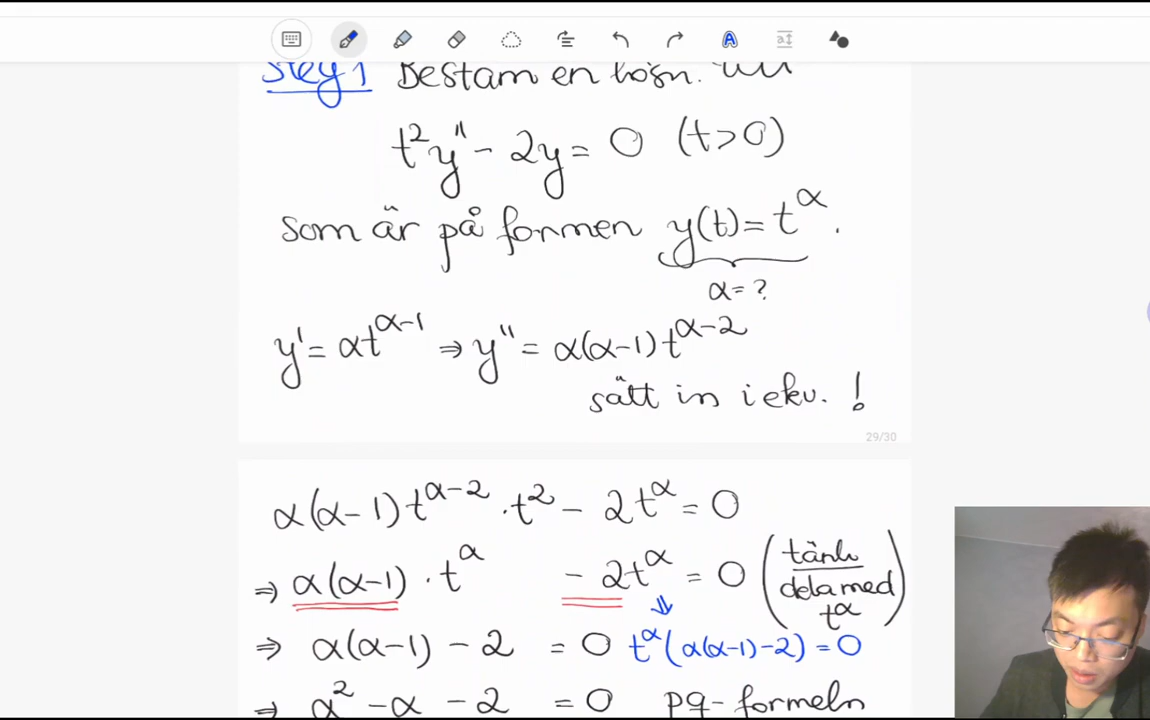 Steg 1 Bestäm en lösn. till
t²y'' - 2y = 0 (t>0)
som är på formen y(t) = t^α.
α = ?
y' = αt^(α-1) ⇒ y'' = α(α-1)t^(α-2)
sätt in i ekv. !
29/30
α(α-1)t^(α-2) · t² - 2t^α = 0
⇒ α(α-1) · t^α - 2t^α = 0 (tänk dela med t^α)
⇒ α(α-1) - 2 = 0 t^α(α(α-1)-2) = 0
⇒ α² - α - 2 = 0 pq-formeln